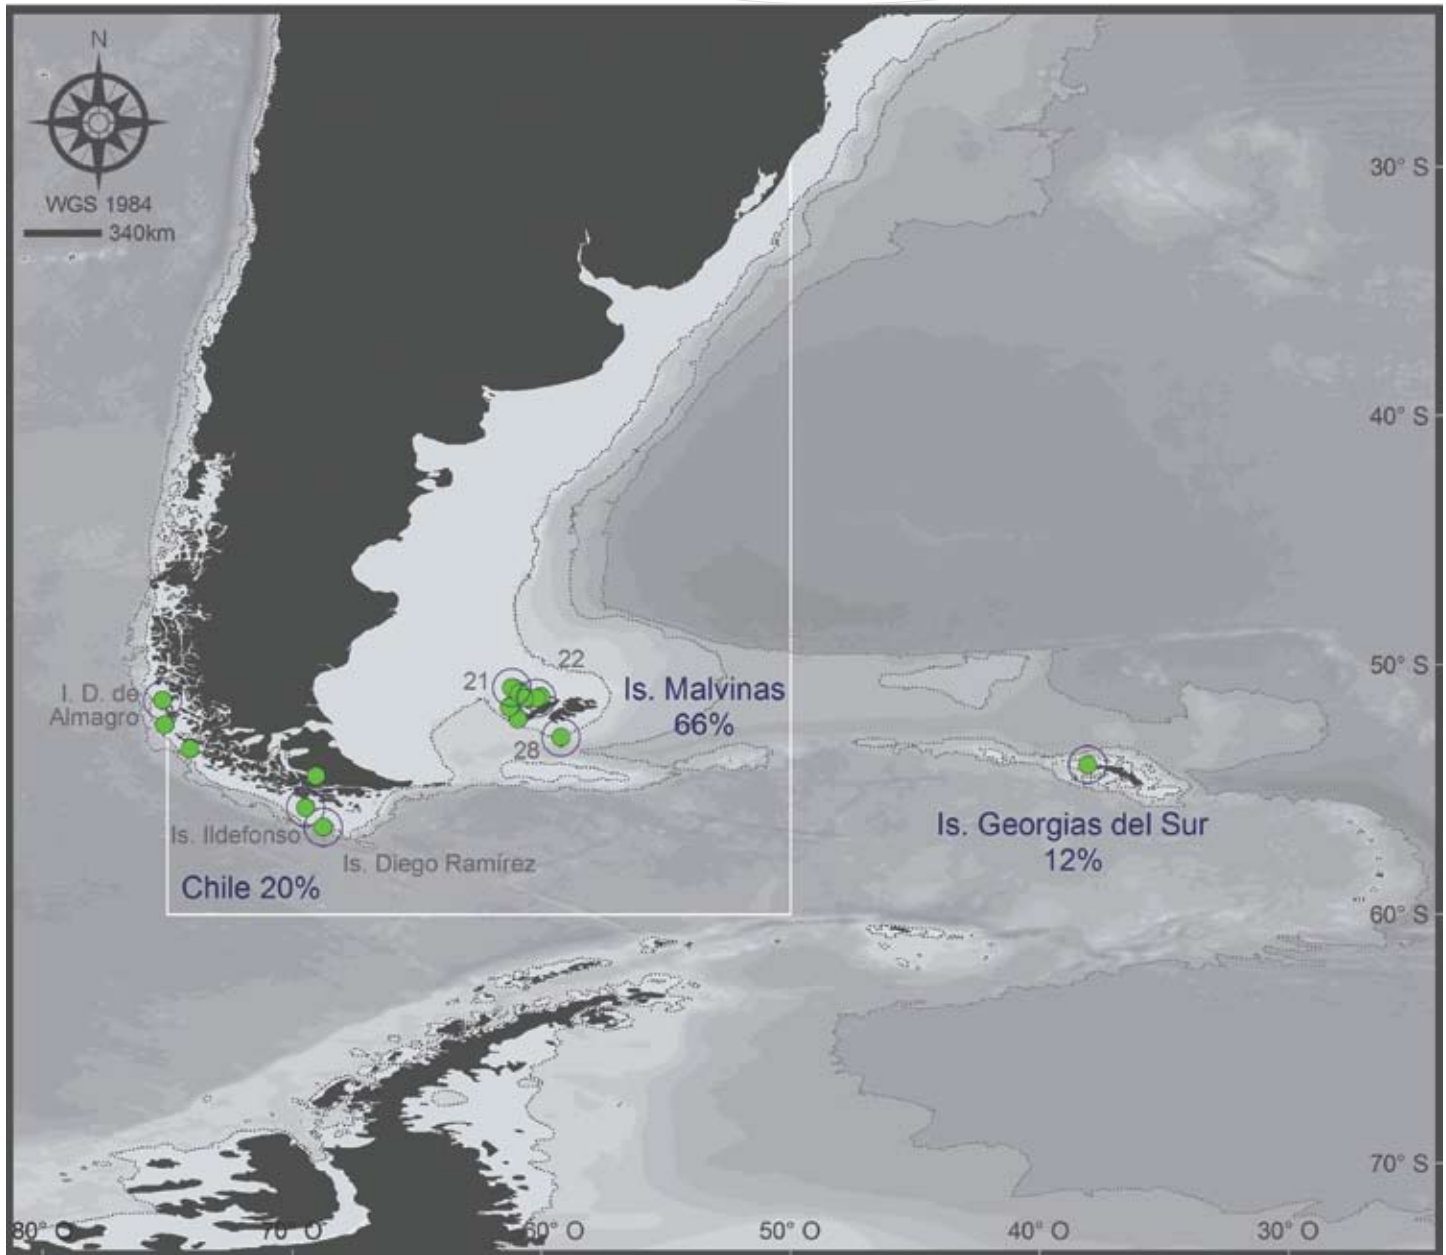 N
WGS 1984
340km
30° S
40° S
50° S
22
21
Is. Malvinas
66%
I. D. de
Almagro
28
Is. Georgias del Sur
12%
Is. Ildefonso
Is. Diego Ramírez
Chile 20%
60° S
70° S
80° O
70° O
60° O
50° O
40° O
30° O